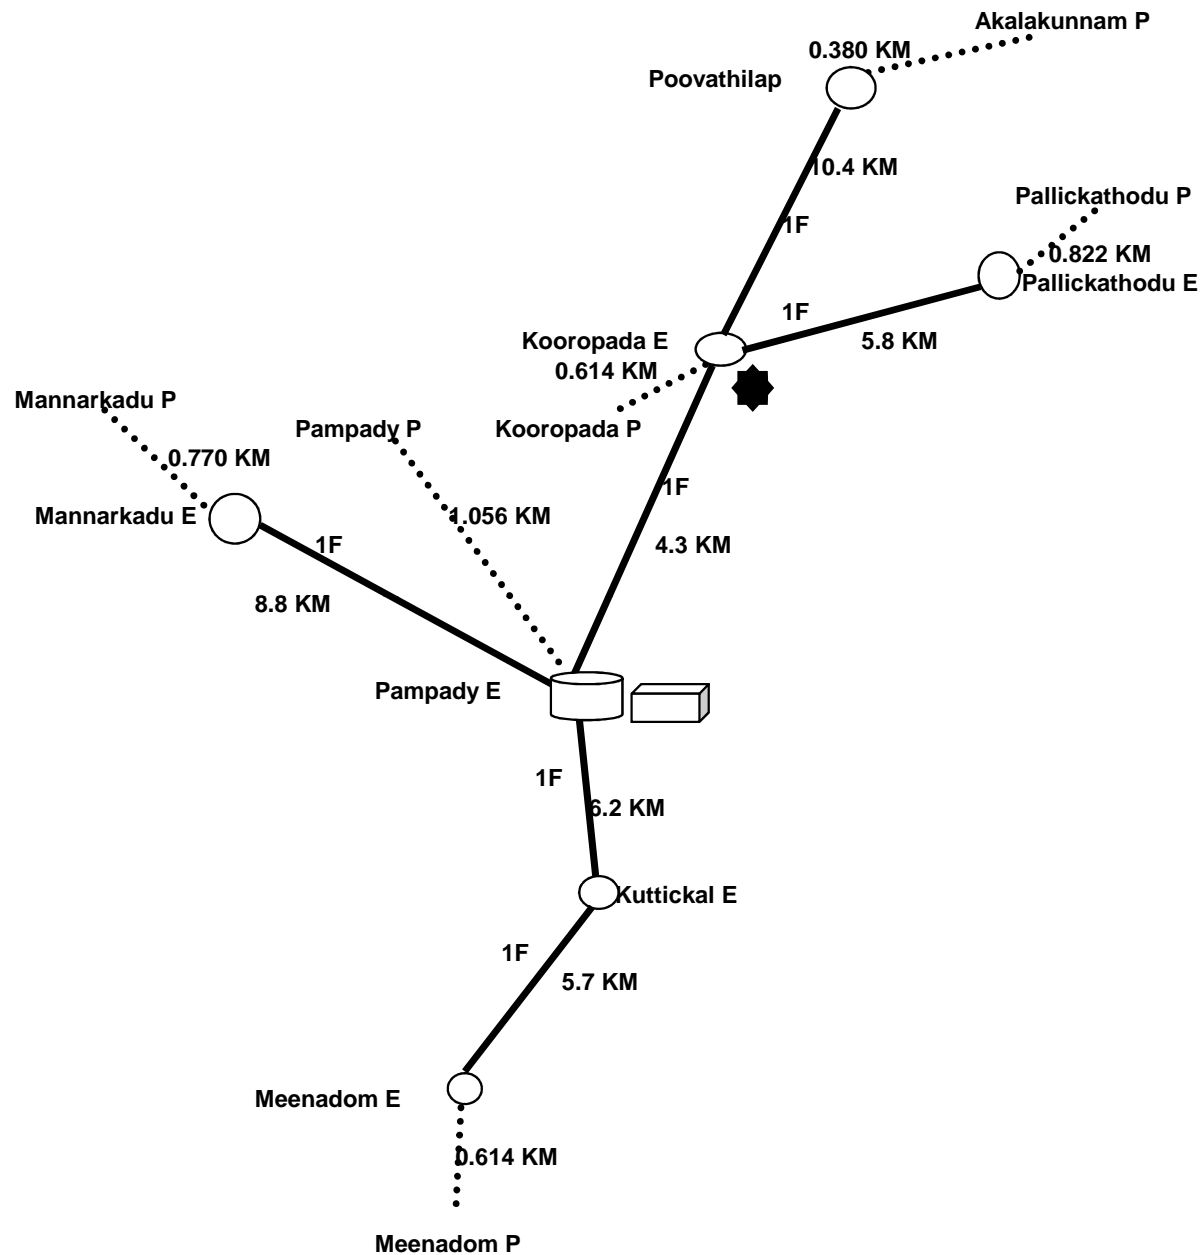 Akalakunnam P
0.380 KM
Poovathilap
10.4 KM
Pallickathodu P
1F
0.822 KM
Pallickathodu E
1F
Kooropada E
5.8 KM
0.614 KM
Mannarkadu P
Pampady P
Kooropada P
0.770 KM
1F
Mannarkadu E
1.056 KM
1F
4.3 KM
8.8 KM
Pampady E
1F
6.2 KM
Kuttickal E
1F
5.7 KM
Meenadom E
0.614 KM
Meenadom P